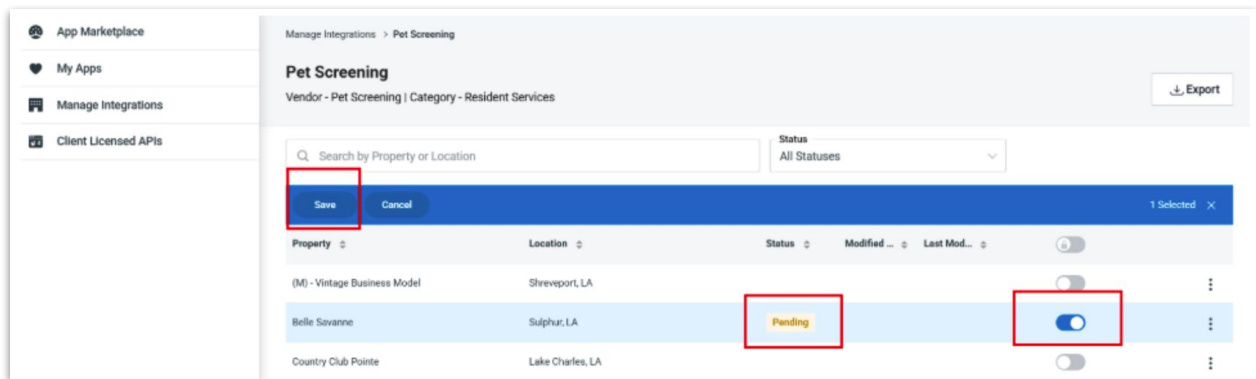 App Marketplace
My Apps
Manage Integrations
Client Licensed APIs
Manage Integrations > Pet Screening
Pet Screening
Vendor - Pet Screening | Category - Resident Services
Export
Search by Property or Location
Status
All Statuses
Save Cancel 1 Selected ×
Property Location Status Modified ... Last Mod...
(M) - Vintage Business Model Shreveport, LA
Belle Savanne Sulphur, LA Pending
Country Club Pointe Lake Charles, LA